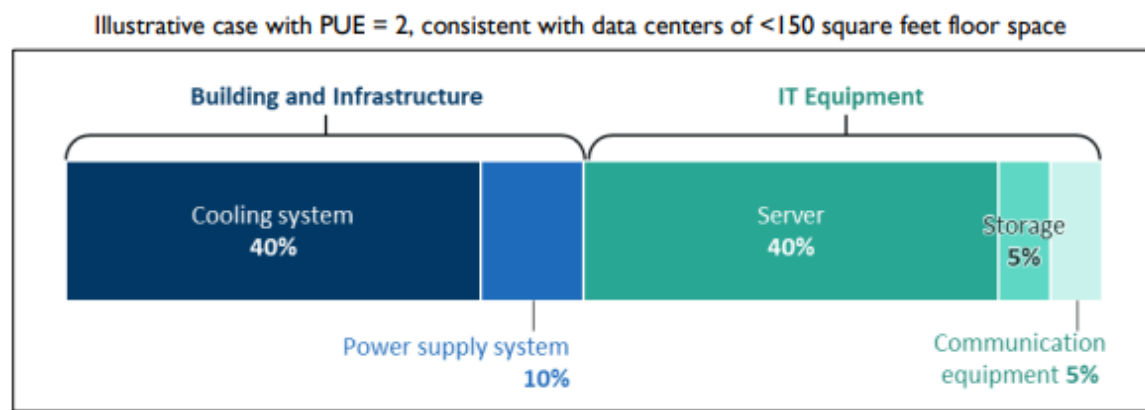 Illustrative case with PUE = 2, consistent with data centers of <150 square feet floor space
Building and Infrastructure
IT Equipment
Cooling system
40%
Server
40%
Storage
5%
Power supply system
10%
Communication
equipment 5%